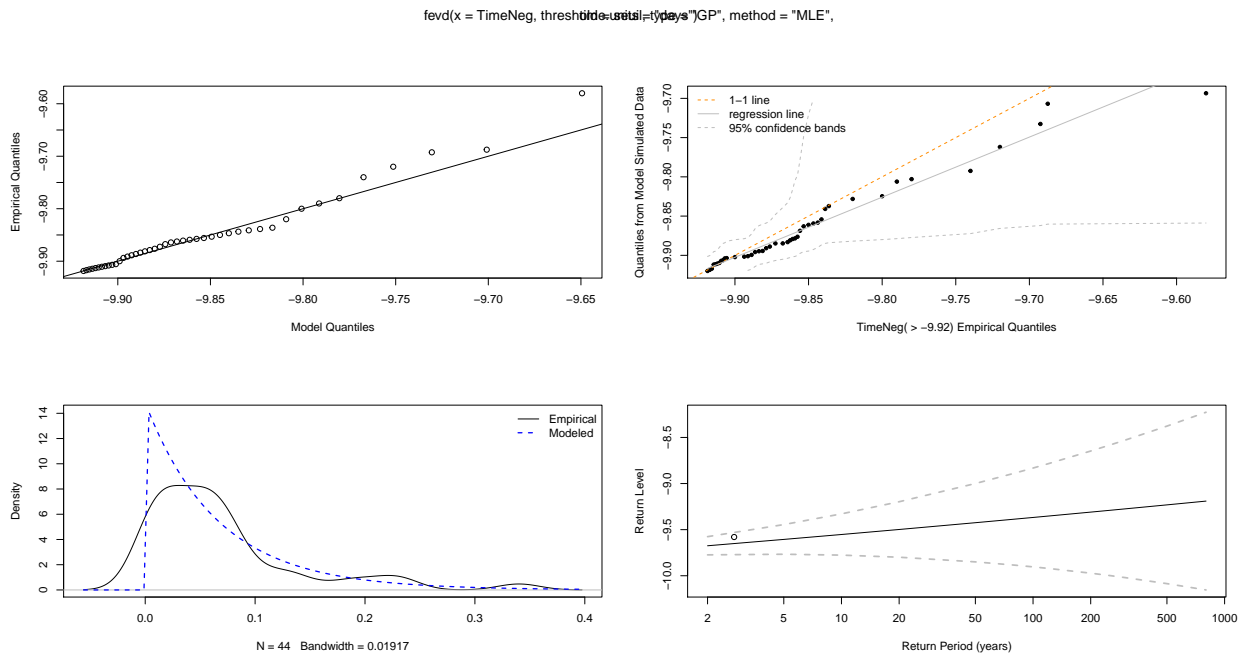 fevd(x = TimeNeg, threshold = seuil, type = "GP", method = "MLE",
time.units = "days")
Empirical Quantiles
−9.60
−9.70
−9.80
−9.90
−9.90 −9.85 −9.80 −9.75 −9.70 −9.65
Model Quantiles
Quantiles from Model Simulated Data
−9.70
−9.75
−9.80
−9.85
−9.90
1−1 line
regression line
95% confidence bands
−9.90 −9.85 −9.80 −9.75 −9.70 −9.65 −9.60
TimeNeg( > −9.92) Empirical Quantiles
Density
14
12
10
8
6
4
2
0
Empirical
Modeled
0.0 0.1 0.2 0.3 0.4
N = 44 Bandwidth = 0.01917
Return Level
−8.5
−9.0
−9.5
−10.0
2 5 10 20 50 100 200 500 1000
Return Period (years)